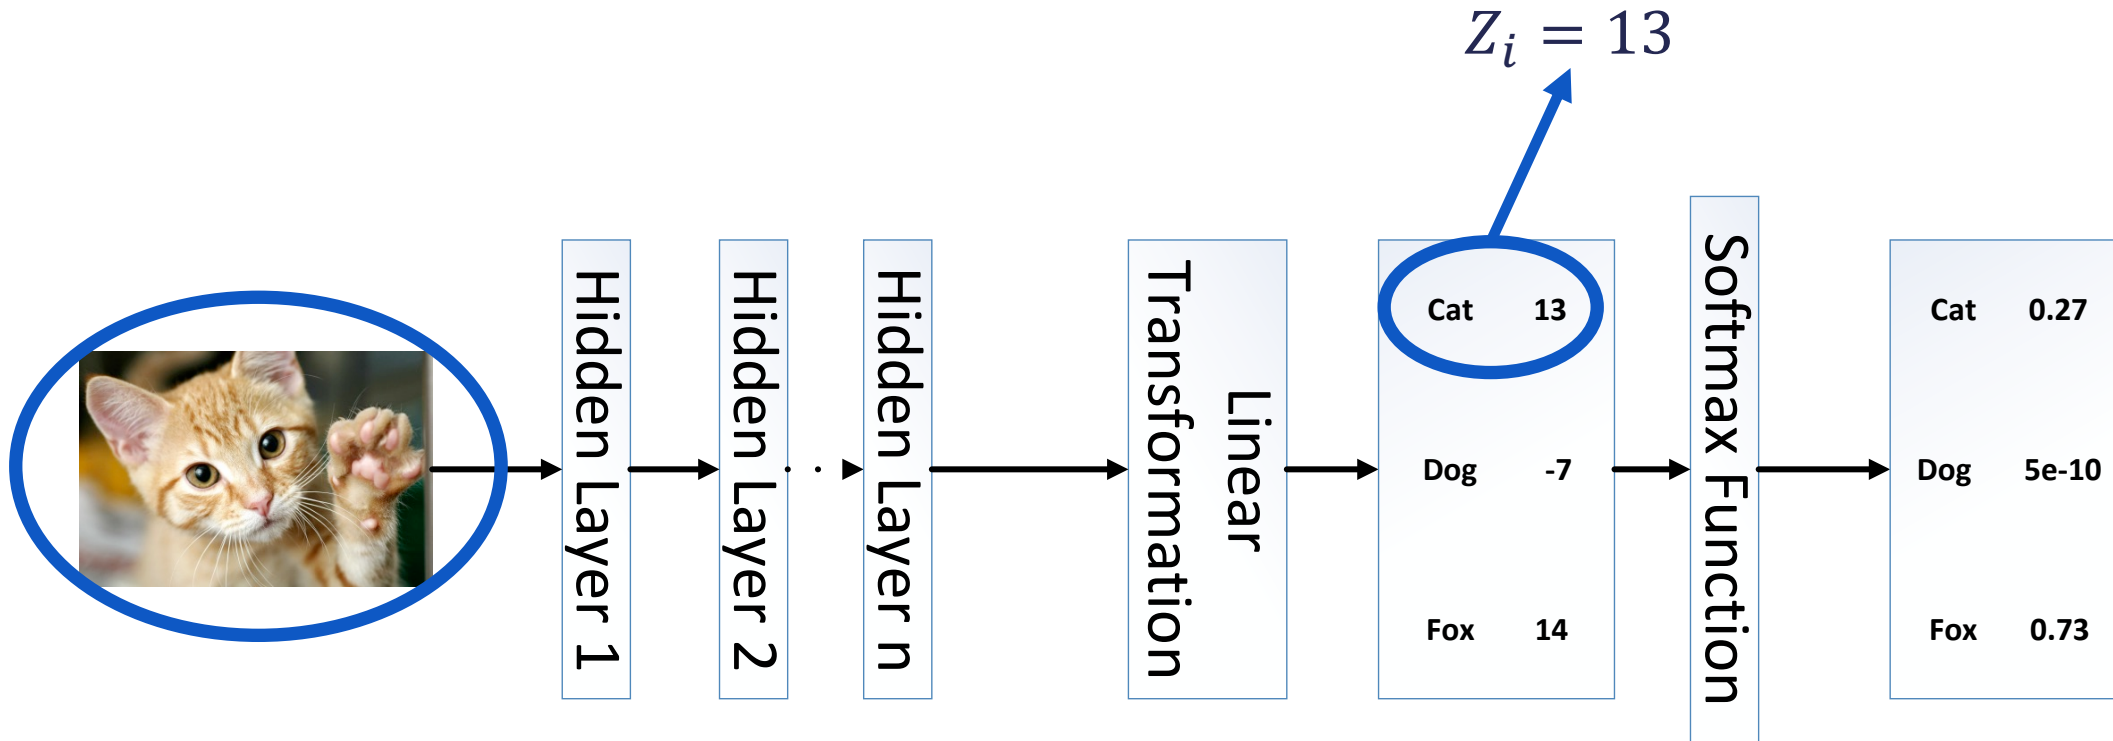 Z_i = 13
Hidden Layer 1
Hidden Layer 2
Hidden Layer n
Linear
Transformation
Cat 13
Dog -7
Fox 14
Softmax Function
Cat 0.27
Dog 5e-10
Fox 0.73